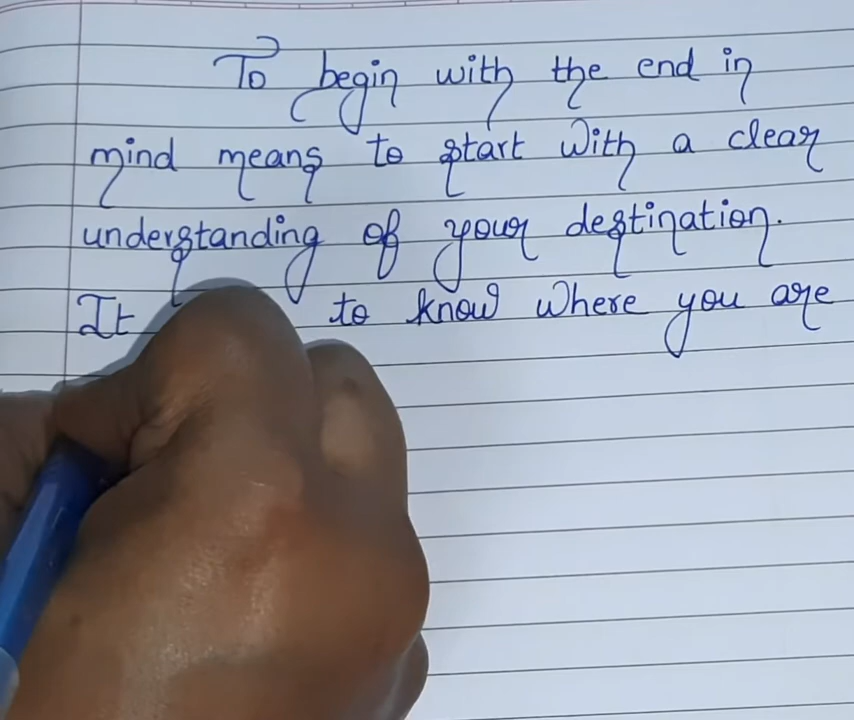 To begin with the end in
mind means to start with a clear
understanding of your destination.
It to know where you are